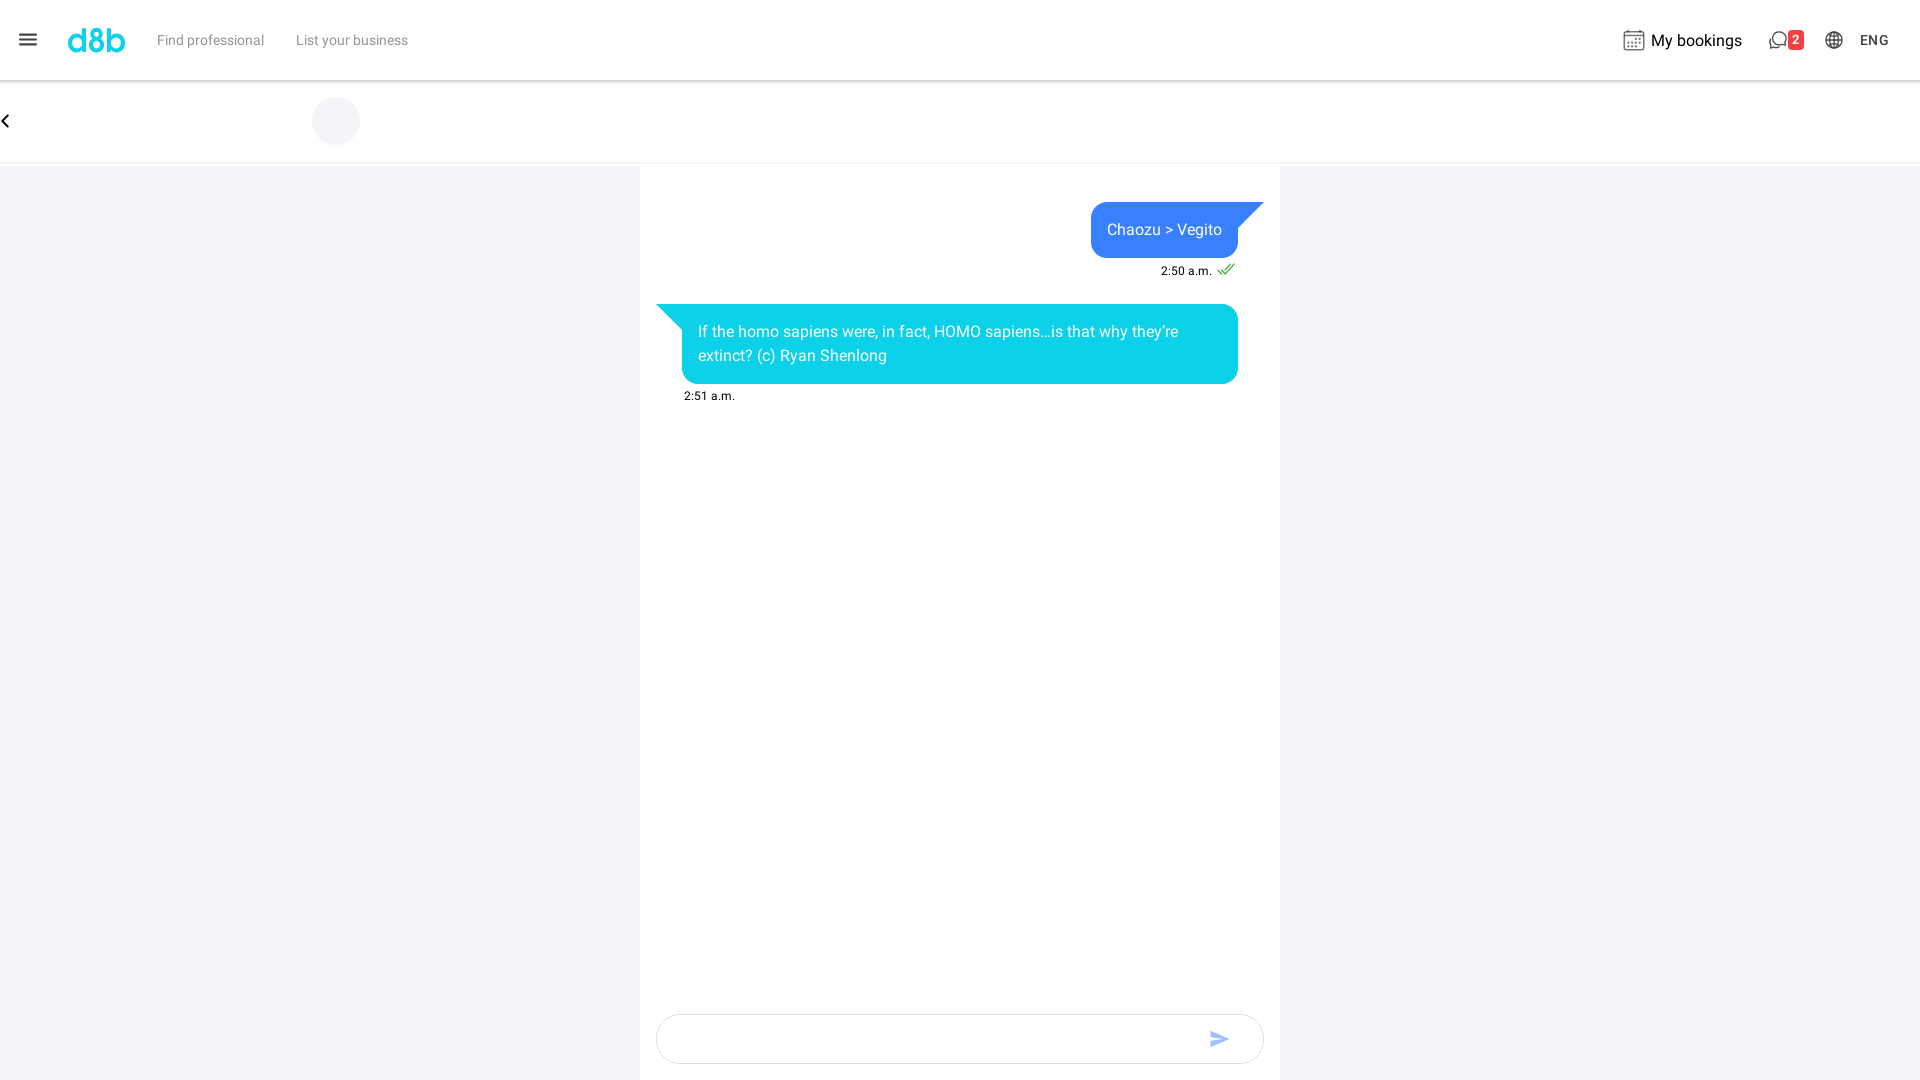 d8b
Find professional
List your business
My bookings
2
ENG
Chaozu > Vegito
2:50 a.m.
If the homo sapiens were, in fact, HOMO sapiens…is that why they’re
extinct? (c) Ryan Shenlong
2:51 a.m.